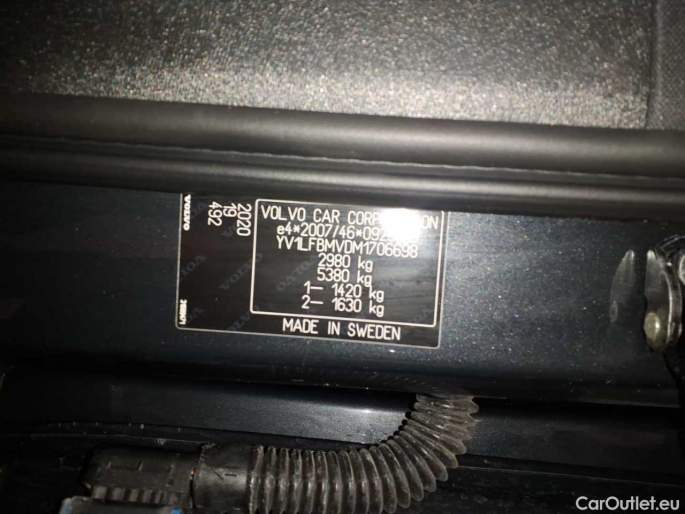 VOLVO
2020
19
492
VOLVO CAR CORPORATION
YV1LFBMVDM1706698
2980 kg
5380 kg
1- 1420 kg
2- 1630 kg
MADE IN SWEDEN
CarOutlet.eu